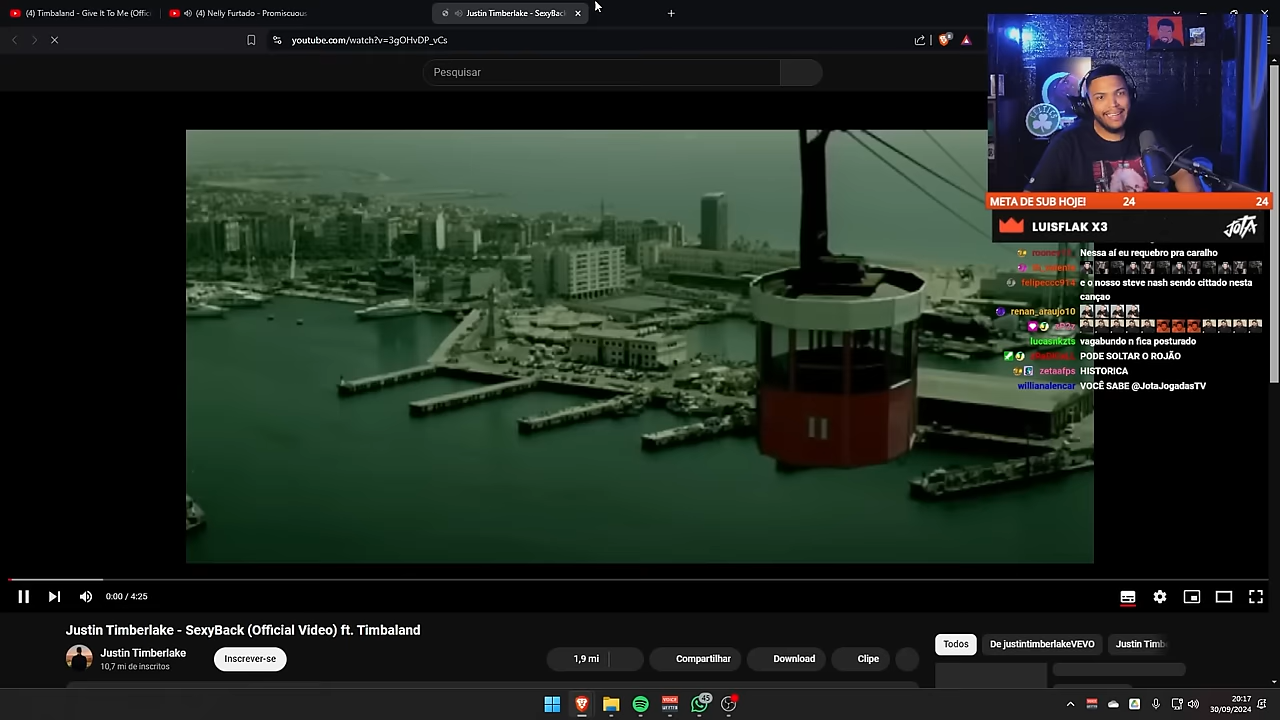 (4) Timbaland - Give It To Me (Offic
(4) Nelly Furtado - Promiscuous
Justin Timberlake - SexyBack
youtube.com/watch?v=3gOHvDP_vCs
Pesquisar
META DE SUB HOJE! 24 24
LUISFLAK X3
JOTA
Nessa aí eu requebro pra caralho
felipeccc914 e o nosso steve nash sendo cittado nesta
cançao
renan_araujo10
lucasnkzts vagabundo n fica posturado
PODE SOLTAR O ROJÃO
zetaafps HISTORICA
willianalencar VOCÊ SABE @JotaJogadasTV
0:00 / 4:25
Justin Timberlake - SexyBack (Official Video) ft. Timbaland
Justin Timberlake
10,7 mi de inscritos
Inscrever-se
1,9 mi
Compartilhar
Download
Clipe
Todos
De justintimberlakeVEVO
Justin Timb
45
20:17
30/09/2024